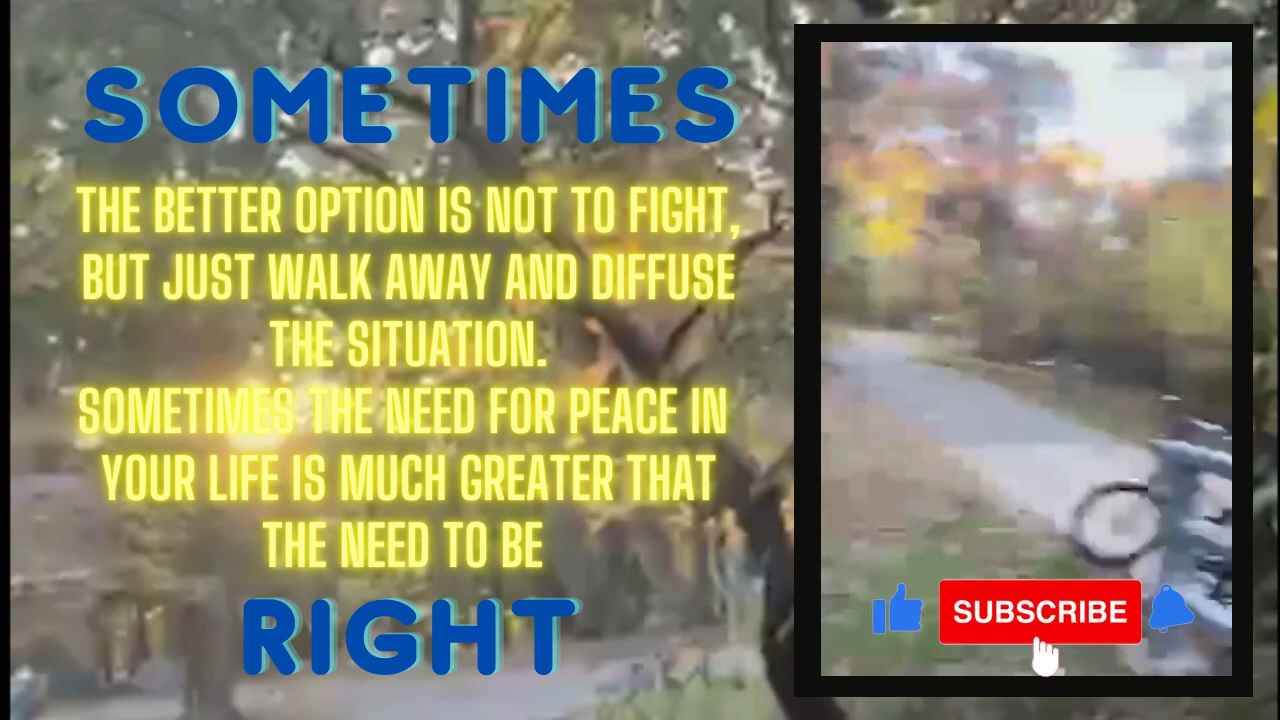 SOMETIMES
THE BETTER OPTION IS NOT TO FIGHT,
BUT JUST WALK AWAY AND DIFFUSE
THE SITUATION.
SOMETIMES THE NEED FOR PEACE IN
YOUR LIFE IS MUCH GREATER THAT
THE NEED TO BE
RIGHT
SUBSCRIBE